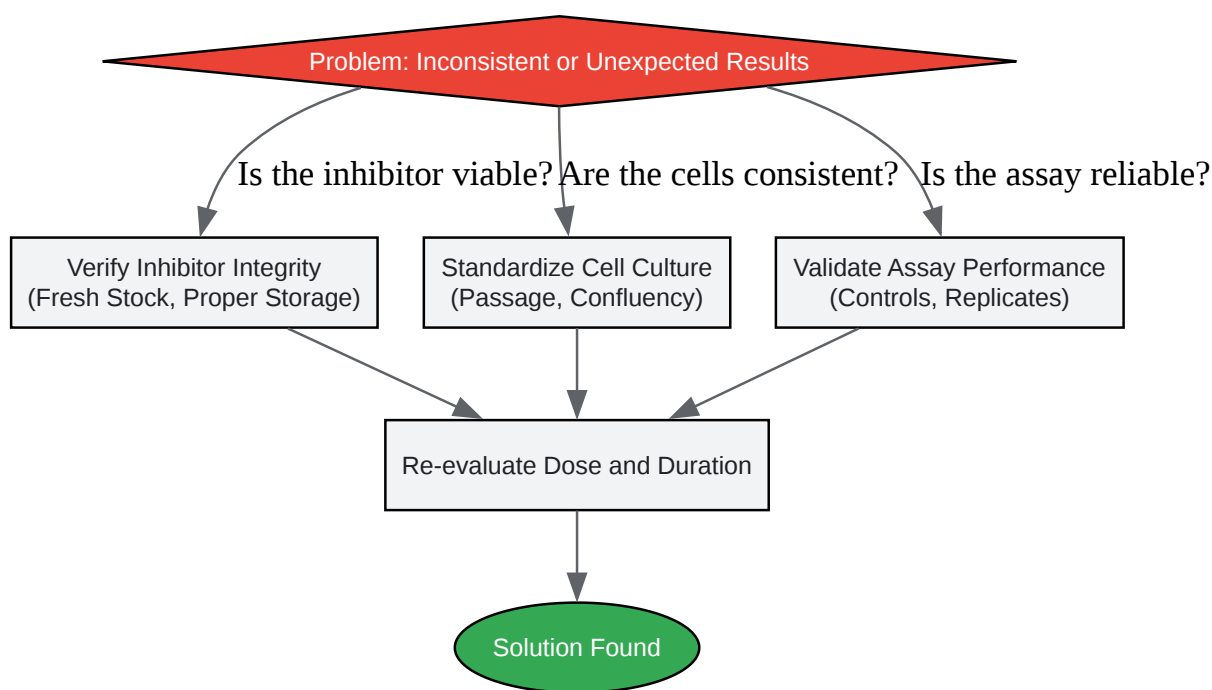 Problem: Inconsistent or Unexpected Results
Is the inhibitor viable?
Are the cells consistent?
Is the assay reliable?
Verify Inhibitor Integrity
(Fresh Stock, Proper Storage)
Standardize Cell Culture
(Passage, Confluency)
Validate Assay Performance
(Controls, Replicates)
Re-evaluate Dose and Duration
Solution Found